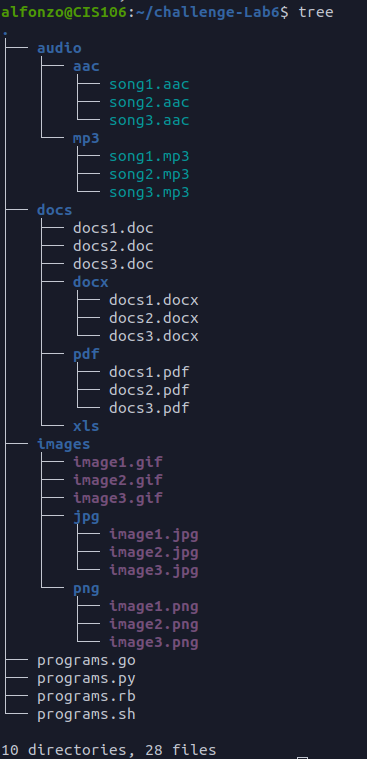 alfonzo@CIS106:~/challenge-Lab6$ tree
.
├── audio
│   ├── aac
│   │   ├── song1.aac
│   │   ├── song2.aac
│   │   └── song3.aac
│   └── mp3
│       ├── song1.mp3
│       ├── song2.mp3
│       └── song3.mp3
├── docs
│   ├── docs1.doc
│   ├── docs2.doc
│   ├── docs3.doc
│   ├── docx
│   │   ├── docs1.docx
│   │   ├── docs2.docx
│   │   └── docs3.docx
│   ├── pdf
│   │   ├── docs1.pdf
│   │   ├── docs2.pdf
│   │   └── docs3.pdf
│   └── xls
├── images
│   ├── image1.gif
│   ├── image2.gif
│   ├── image3.gif
│   ├── jpg
│   │   ├── image1.jpg
│   │   ├── image2.jpg
│   │   └── image3.jpg
│   └── png
│       ├── image1.png
│       ├── image2.png
│       └── image3.png
├── programs.go
├── programs.py
├── programs.rb
└── programs.sh
10 directories, 28 files